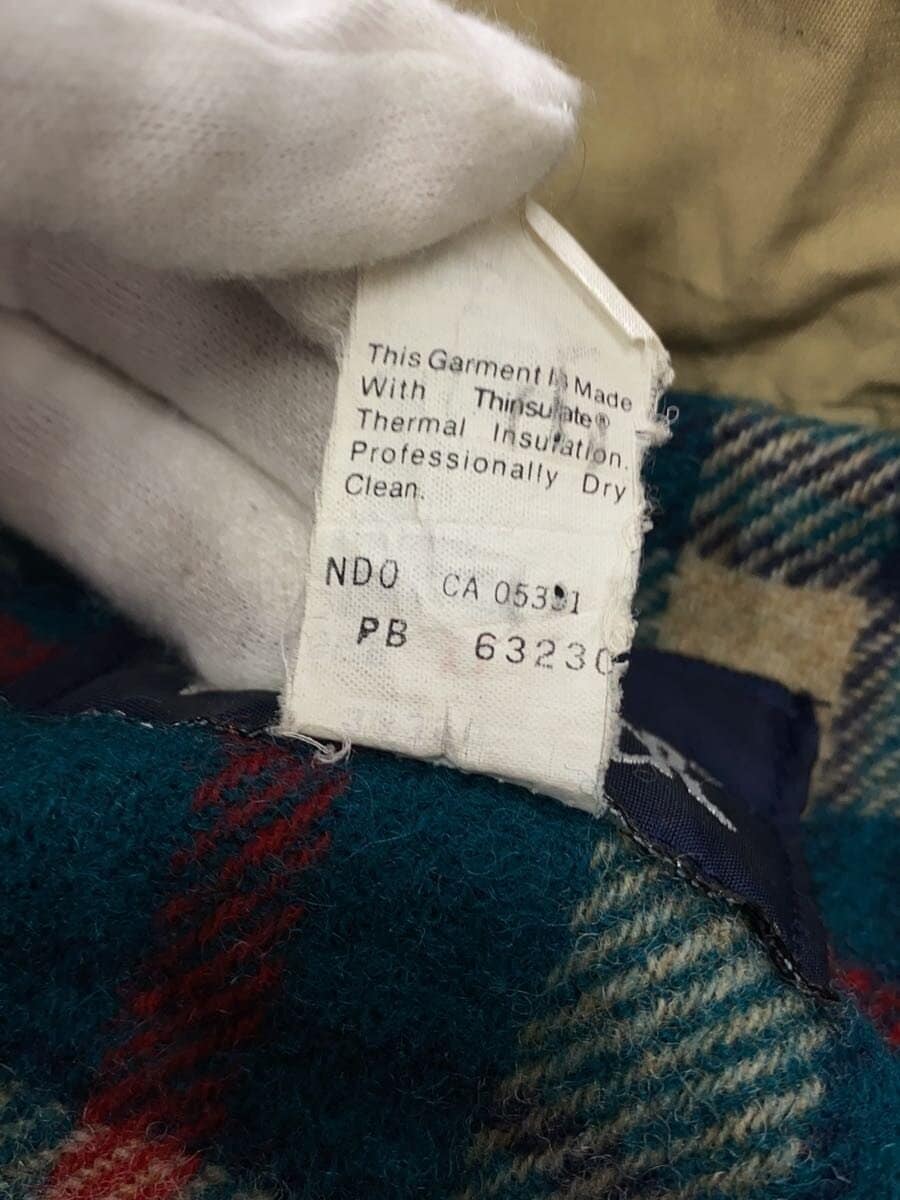 This Garment Is Made
With Thinsulate®
Thermal Insulation.
Professionally Dry
Clean.
NDO CA 05391
PB 63230